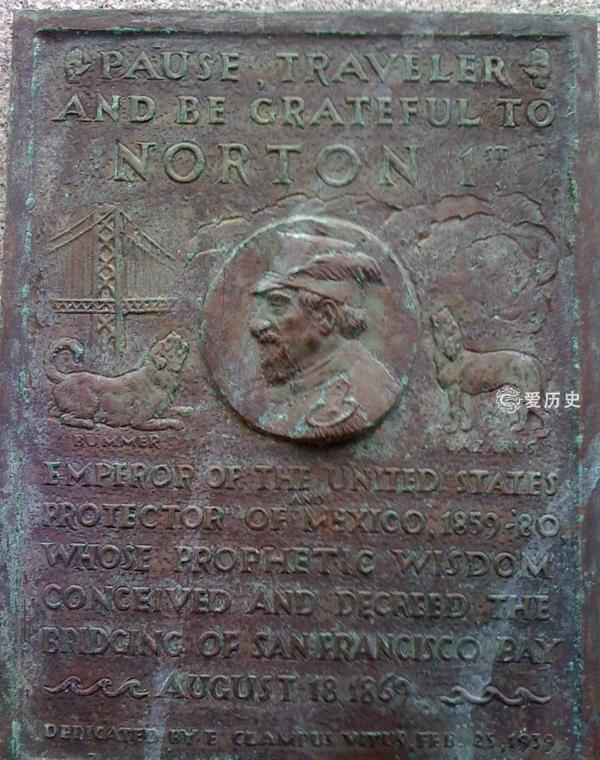 PAUSE, TRAVELER
AND BE GRATEFUL TO
NORTON 1ST
BUMMER
LAZARUS
爱历史
EMPEROR OF THE UNITED STATES
AND
PROTECTOR OF MEXICO, 1859-80,
WHOSE PROPHETIC WISDOM
CONCEIVED AND DECREED THE
BRIDGING OF SAN FRANCISCO BAY
AUGUST 18, 1869
DEDICATED BY E CLAMPUS VITUS, FEB. 25, 1939